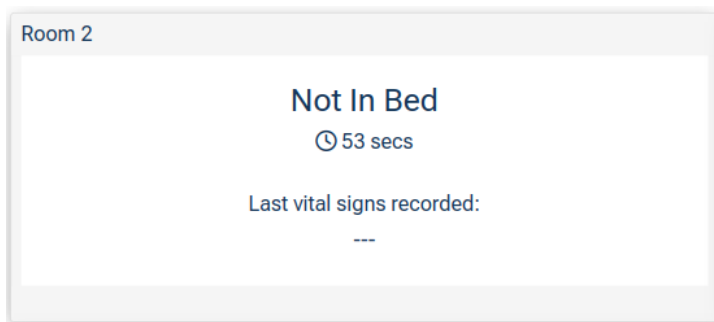 Room 2
Not In Bed
53 secs
Last vital signs recorded:
---